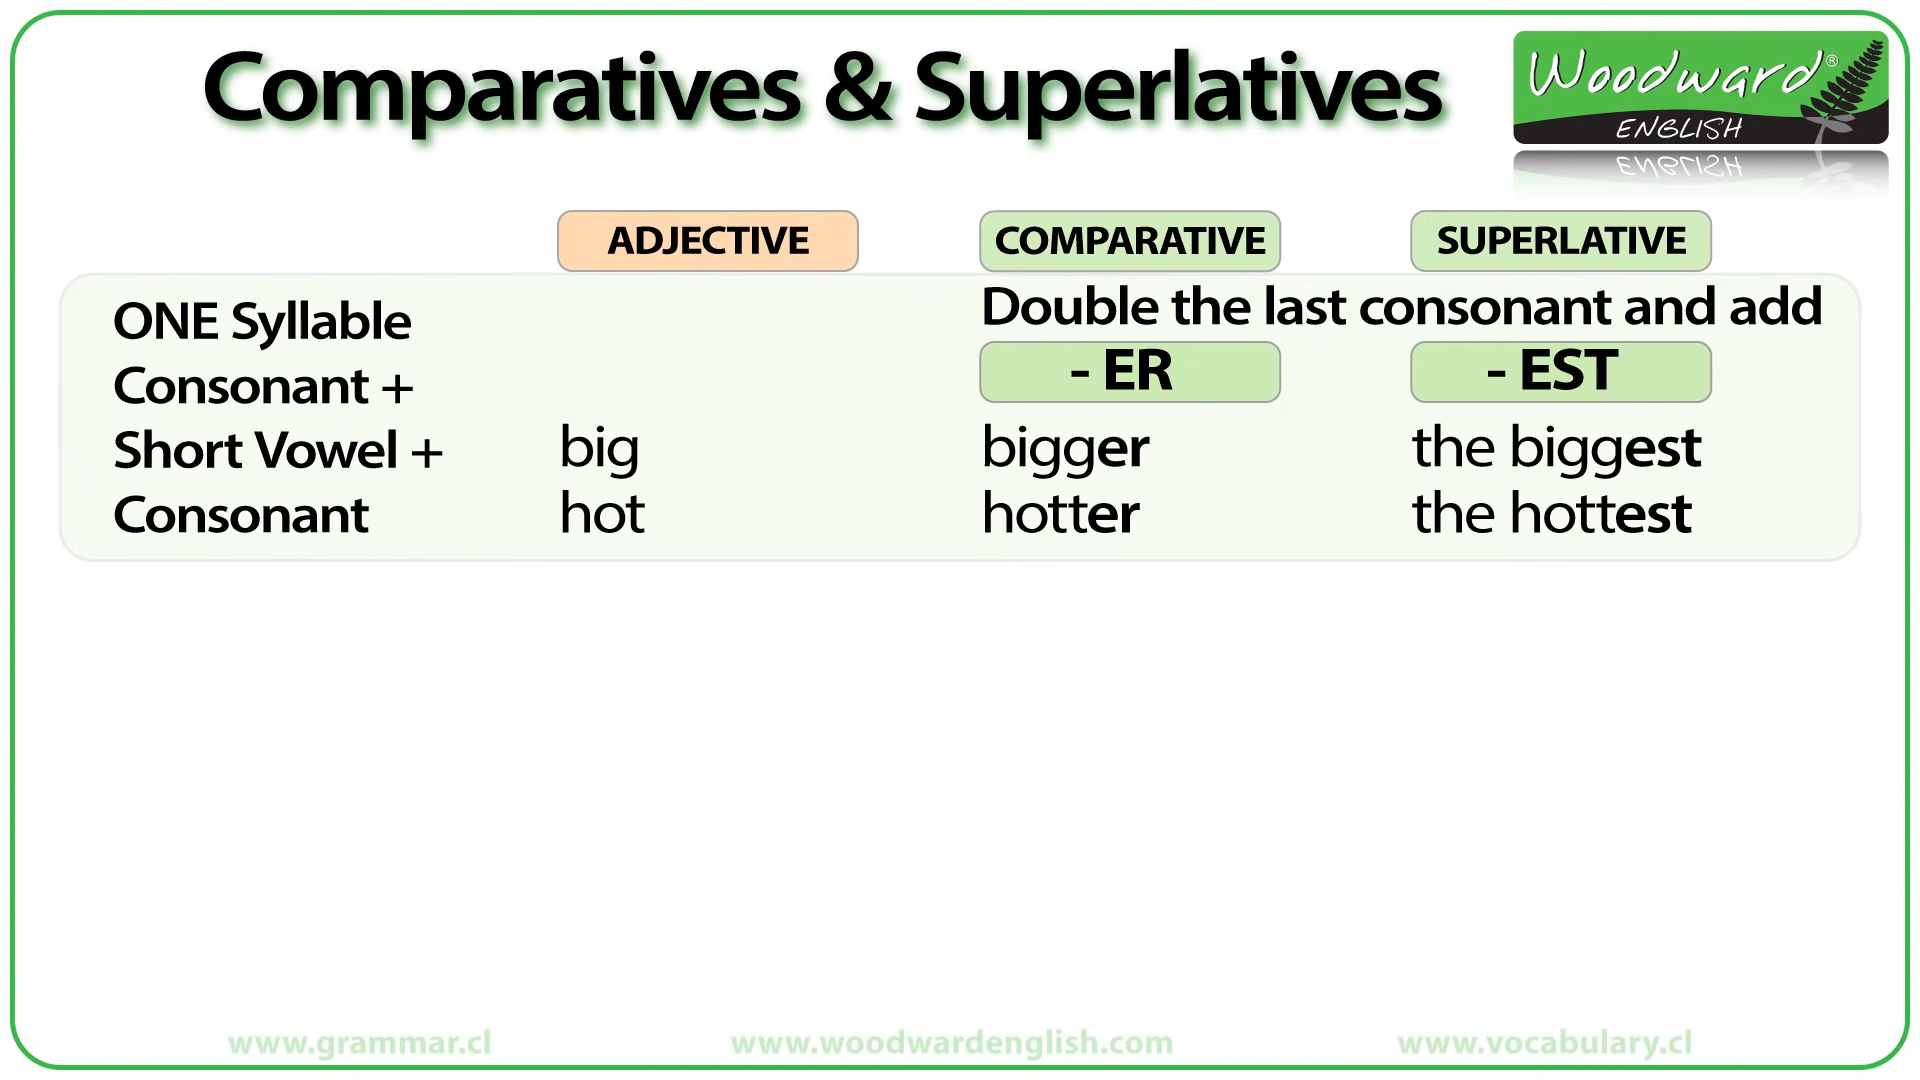 Comparatives & Superlatives
Woodward®
ENGLISH
ADJECTIVE COMPARATIVE SUPERLATIVE
ONE Syllable
Consonant +
Short Vowel +
Consonant
Double the last consonant and add
- ER - EST
big bigger the biggest
hot hotter the hottest
www.grammar.cl www.woodwardenglish.com www.vocabulary.cl